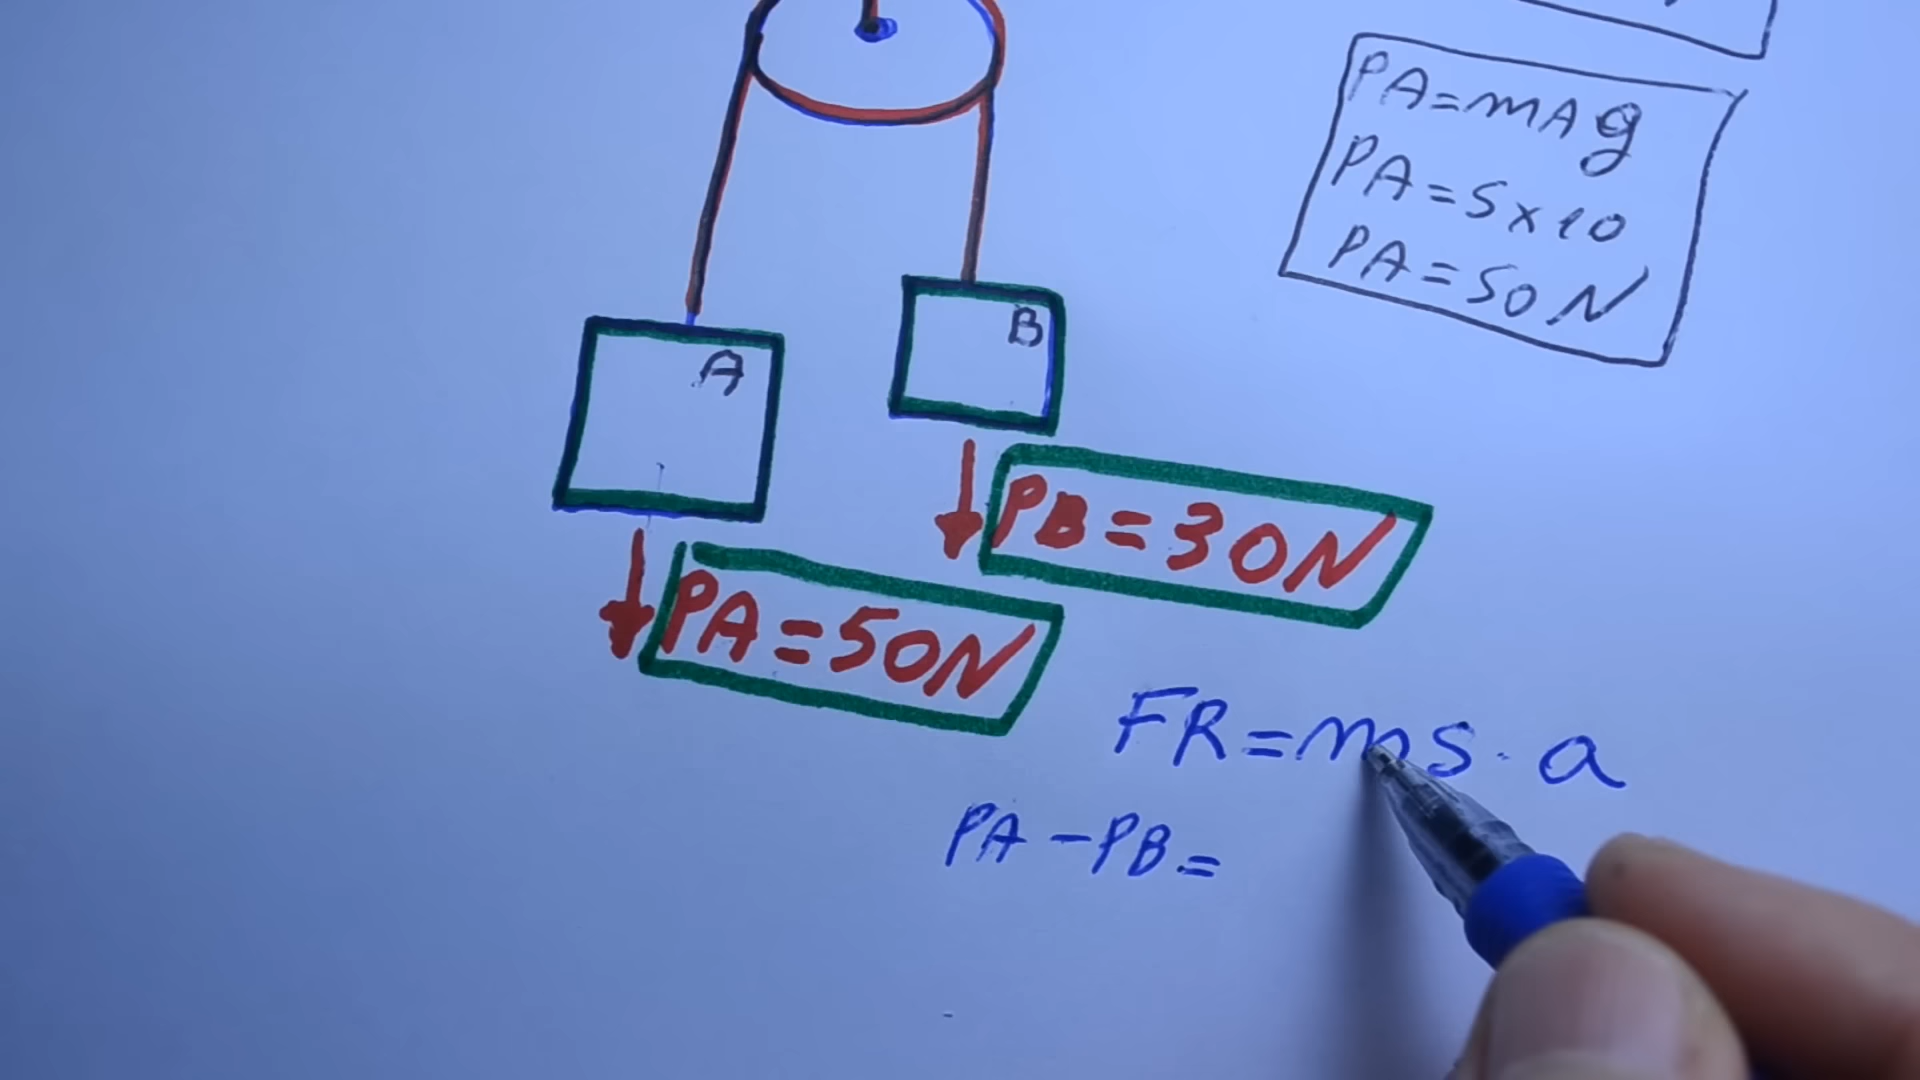 PA=mAg
PA=5x10
PA=50N
B
A
PB=30N
PA=50N
FR=mS.a
PA-PB=